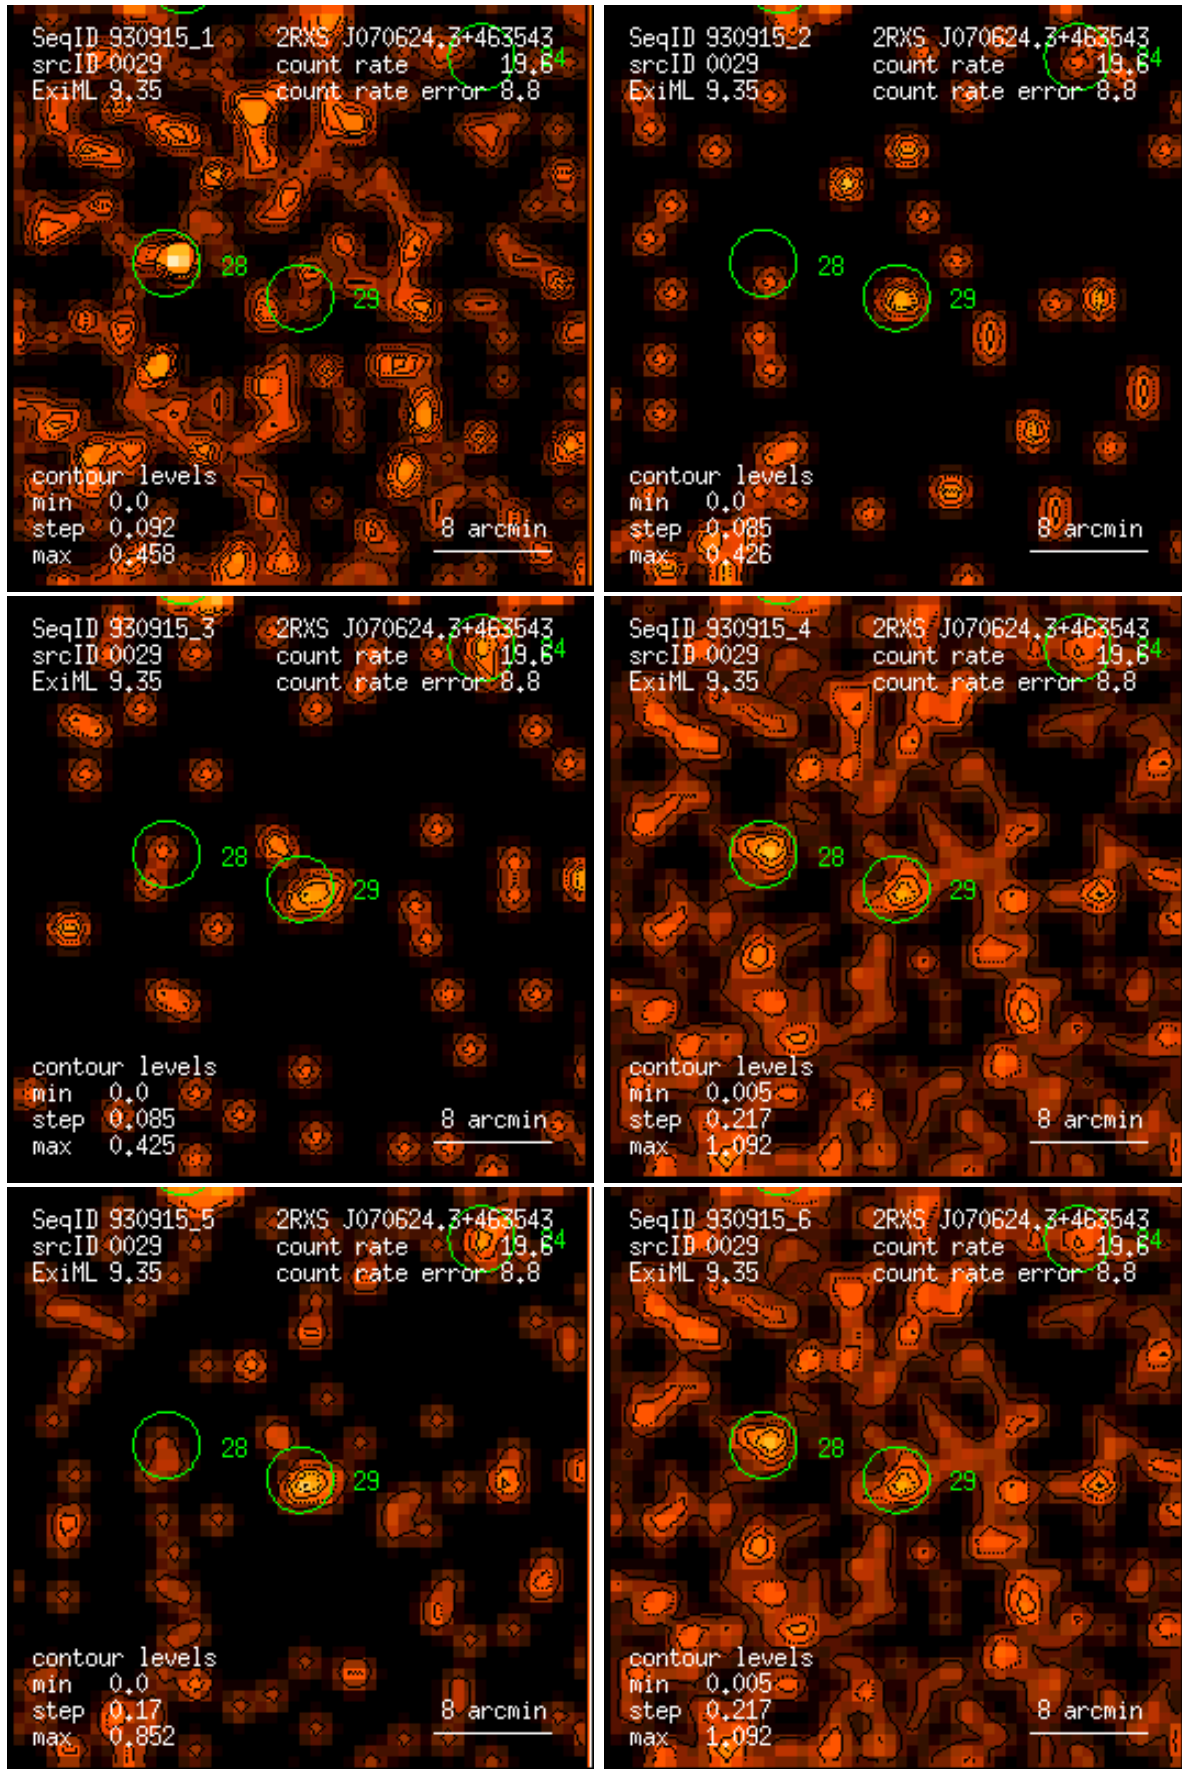 SeqID 930915_1 2RXS J070624.3+463543
srcID 0029 count rate 19.6
24
ExiML 9.35 count rate error 8.8
28
29
contour levels
min 0.0
step 0.092 8 arcmin
max 0.458
SeqID 930915_2 2RXS J070624.3+463543
srcID 0029 count rate 19.6
24
ExiML 9.35 count rate error 8.8
28
29
contour levels
min 0.0
step 0.085 8 arcmin
max 0.426
SeqID 930915_3 2RXS J070624.3+463543
srcID 0029 count rate 19.6
24
ExiML 9.35 count rate error 8.8
28
29
contour levels
min 0.0
step 0.085 8 arcmin
max 0.425
SeqID 930915_4 2RXS J070624.3+463543
srcID 0029 count rate 19.6
24
ExiML 9.35 count rate error 8.8
28
29
contour levels
min 0.005
step 0.217 8 arcmin
max 1.092
SeqID 930915_5 2RXS J070624.3+463543
srcID 0029 count rate 19.6
24
ExiML 9.35 count rate error 8.8
28
29
contour levels
min 0.0
step 0.17 8 arcmin
max 0.852
SeqID 930915_6 2RXS J070624.3+463543
srcID 0029 count rate 19.6
24
ExiML 9.35 count rate error 8.8
28
29
contour levels
min 0.005
step 0.217 8 arcmin
max 1.092